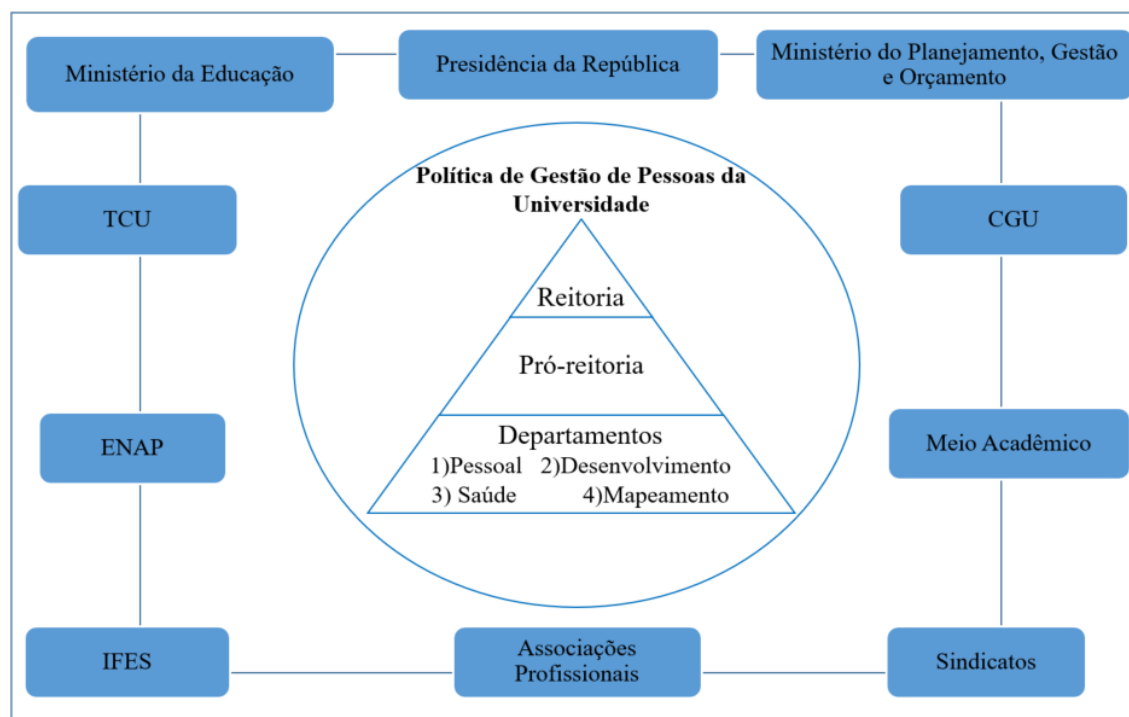 Ministério da Educação
Presidência da República
Ministério do Planejamento, Gestão
e Orçamento
Política de Gestão de Pessoas da
Universidade
TCU
CGU
Reitoria
Pró-reitoria
ENAP
Departamentos
1)Pessoal 2)Desenvolvimento
3) Saúde 4)Mapeamento
Meio Acadêmico
IFES
Associações
Profissionais
Sindicatos